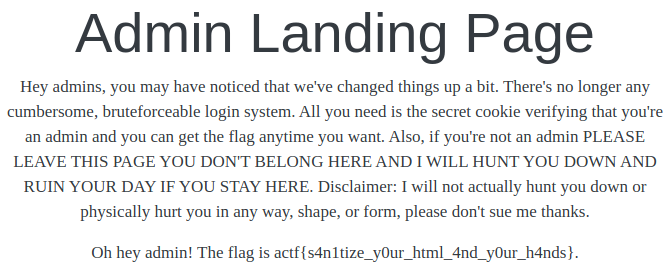 Admin Landing Page
Hey admins, you may have noticed that we've changed things up a bit. There's no longer any
cumbersome, bruteforceable login system. All you need is the secret cookie verifying that you're
an admin and you can get the flag anytime you want. Also, if you're not an admin PLEASE
LEAVE THIS PAGE YOU DON'T BELONG HERE AND I WILL HUNT YOU DOWN AND
RUIN YOUR DAY IF YOU STAY HERE. Disclaimer: I will not actually hunt you down or
physically hurt you in any way, shape, or form, please don't sue me thanks.
Oh hey admin! The flag is actf{s4n1tize_y0ur_html_4nd_y0ur_h4nds}.